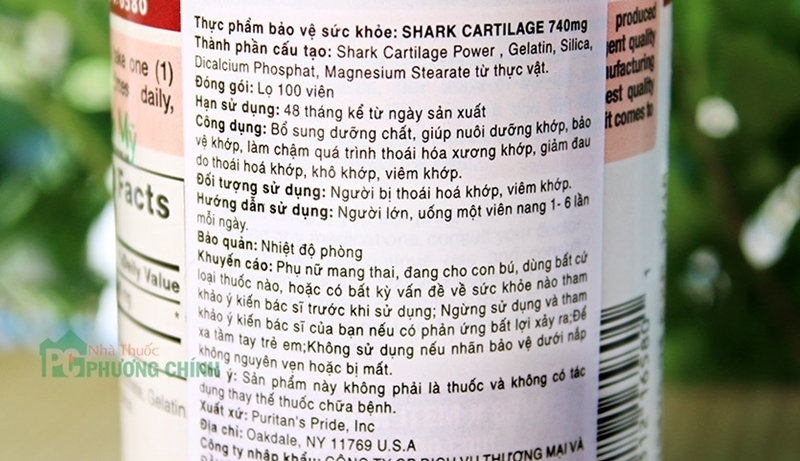 Thực phẩm bảo vệ sức khỏe: SHARK CARTILAGE 740mg
Thành phần cấu tạo: Shark Cartilage Power , Gelatin, Silica,
Dicalcium Phosphat, Magnesium Stearate từ thực vật.
Đóng gói: Lọ 100 viên
Hạn sử dụng: 48 tháng kể từ ngày sản xuất
Công dụng: Bổ sung dưỡng chất, giúp nuôi dưỡng khớp, bảo
vệ khớp, làm chậm quá trình thoái hóa xương khớp, giảm đau
do thoái hoá khớp, khô khớp, viêm khớp.
Đối tượng sử dụng: Người bị thoái hoá khớp, viêm khớp.
Hướng dẫn sử dụng: Người lớn, uống một viên nang 1- 6 lần
mỗi ngày.
Bảo quản: Nhiệt độ phòng
Khuyến cáo: Phụ nữ mang thai, đang cho con bú, dùng bất cứ
loại thuốc nào, hoặc có bất kỳ vấn đề về sức khỏe nào tham
khảo ý kiến bác sĩ trước khi sử dụng; Ngừng sử dụng và tham
khảo ý kiến bác sĩ của bạn nếu có phản ứng bất lợi xảy ra;Để
xa tầm tay trẻ em;Không sử dụng nếu nhãn bảo vệ dưới nắp
không nguyên vẹn hoặc bị mất.
ý: Sản phẩm này không phải là thuốc và không có tác
dụng thay thế thuốc chữa bệnh.
Xuất xứ: Puritan's Pride, Inc
Địa chỉ: Oakdale, NY 11769 U.S.A
Công ty nhập khẩu: CÔNG TY CP DỊCH VỤ THƯƠNG MẠI VÀ
take one (1)
times daily,
Mỹ
Facts
Daily Value
Gelatin,
produced
quality
quality
it comes to
PG Nhà Thuốc
PHƯƠNG CHÍNH